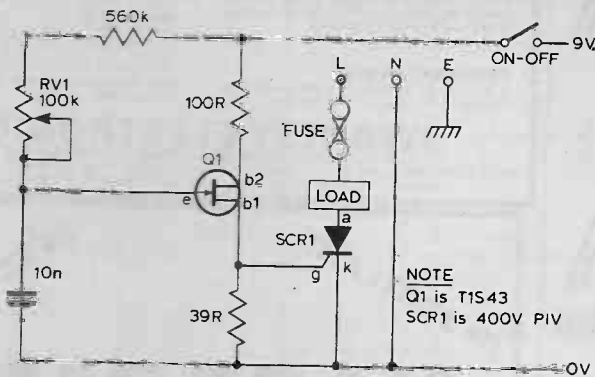 560k
9V.
ON-OFF
L N E
RV1
100k
100R
FUSE
Q1
b2
e
b1
LOAD
a
SCR1
g
k
10n
39R
NOTE
Q1 is T1S43
SCR1 is 400V PIV
0V